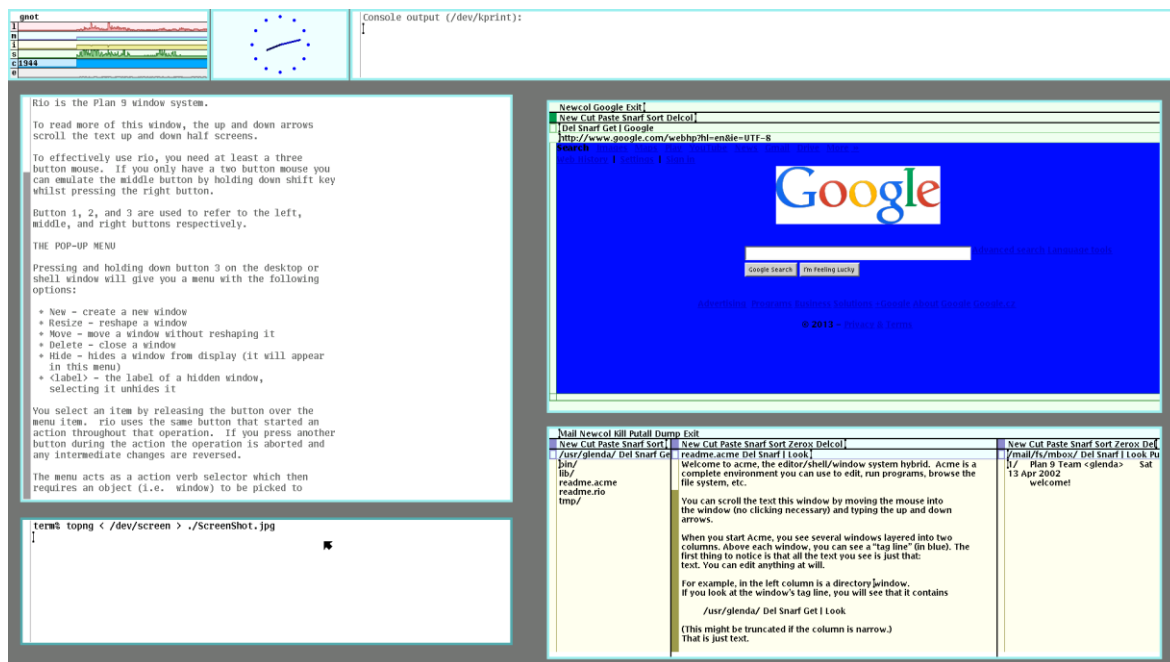 gnot
l
m
i
s
c 1944
e
Console output (/dev/kprint):
Rio is the Plan 9 window system.
To read more of this window, the up and down arrows
scroll the text up and down half screens.
To effectively use rio, you need at least a three
button mouse.  If you only have a two button mouse you
can emulate the middle button by holding down shift key
whilst pressing the right button.
Button 1, 2, and 3 are used to refer to the left,
middle, and right buttons respectively.
THE POP-UP MENU
Pressing and holding down button 3 on the desktop or
shell window will give you a menu with the following
options:
* New - create a new window
* Resize - reshape a window
* Move - move a window without reshaping it
* Delete - close a window
* Hide - hides a window from display (it will appear
in this menu)
* <label> - the label of a hidden window,
selecting it unhides it
You select an item by releasing the button over the
menu item.  rio uses the same button that started an
action throughout that operation.  If you press another
button during the action the operation is aborted and
any intermediate changes are reversed.
The menu acts as a action verb selector which then
requires an object (i.e.  window) to be picked to
term% topng < /dev/screen > ./ScreenShot.jpg
Newcol Google Exit
New Cut Paste Snarf Sort Delcol
Del Snarf Get | Google
http://www.google.com/webhp?hl=en&ie=UTF-8
Search
Google
Advanced search Language tools
Google Search I'm Feeling Lucky
© 2013 - Privacy & Terms
Mail Newcol Kill Putall Dump Exit
New Cut Paste Snarf Sort
/usr/glenda/ Del Snarf Ge
bin/
lib/
readme.acme
readme.rio
tmp/
New Cut Paste Snarf Sort Zerox Delcol
readme.acme Del Snarf | Look
Welcome to acme, the editor/shell/window system hybrid.  Acme is a
complete environment you can use to edit, run programs, browse the
file system, etc.
You can scroll the text this window by moving the mouse into
the window (no clicking necessary) and typing the up and down
arrows.
When you start Acme, you see several windows layered into two
columns. Above each window, you can see a "tag line" (in blue). The
first thing to notice is that all the text you see is just that:
text. You can edit anything at will.
For example, in the left column is a directory window.
If you look at the window's tag line, you will see that it contains
/usr/glenda/ Del Snarf Get | Look
(This might be truncated if the column is narrow.)
That is just text.
New Cut Paste Snarf Sort Zerox Del
/mail/fs/mbox/ Del Snarf | Look Pu
1/ Plan 9 Team <glenda> Sat
13 Apr 2002
welcome!